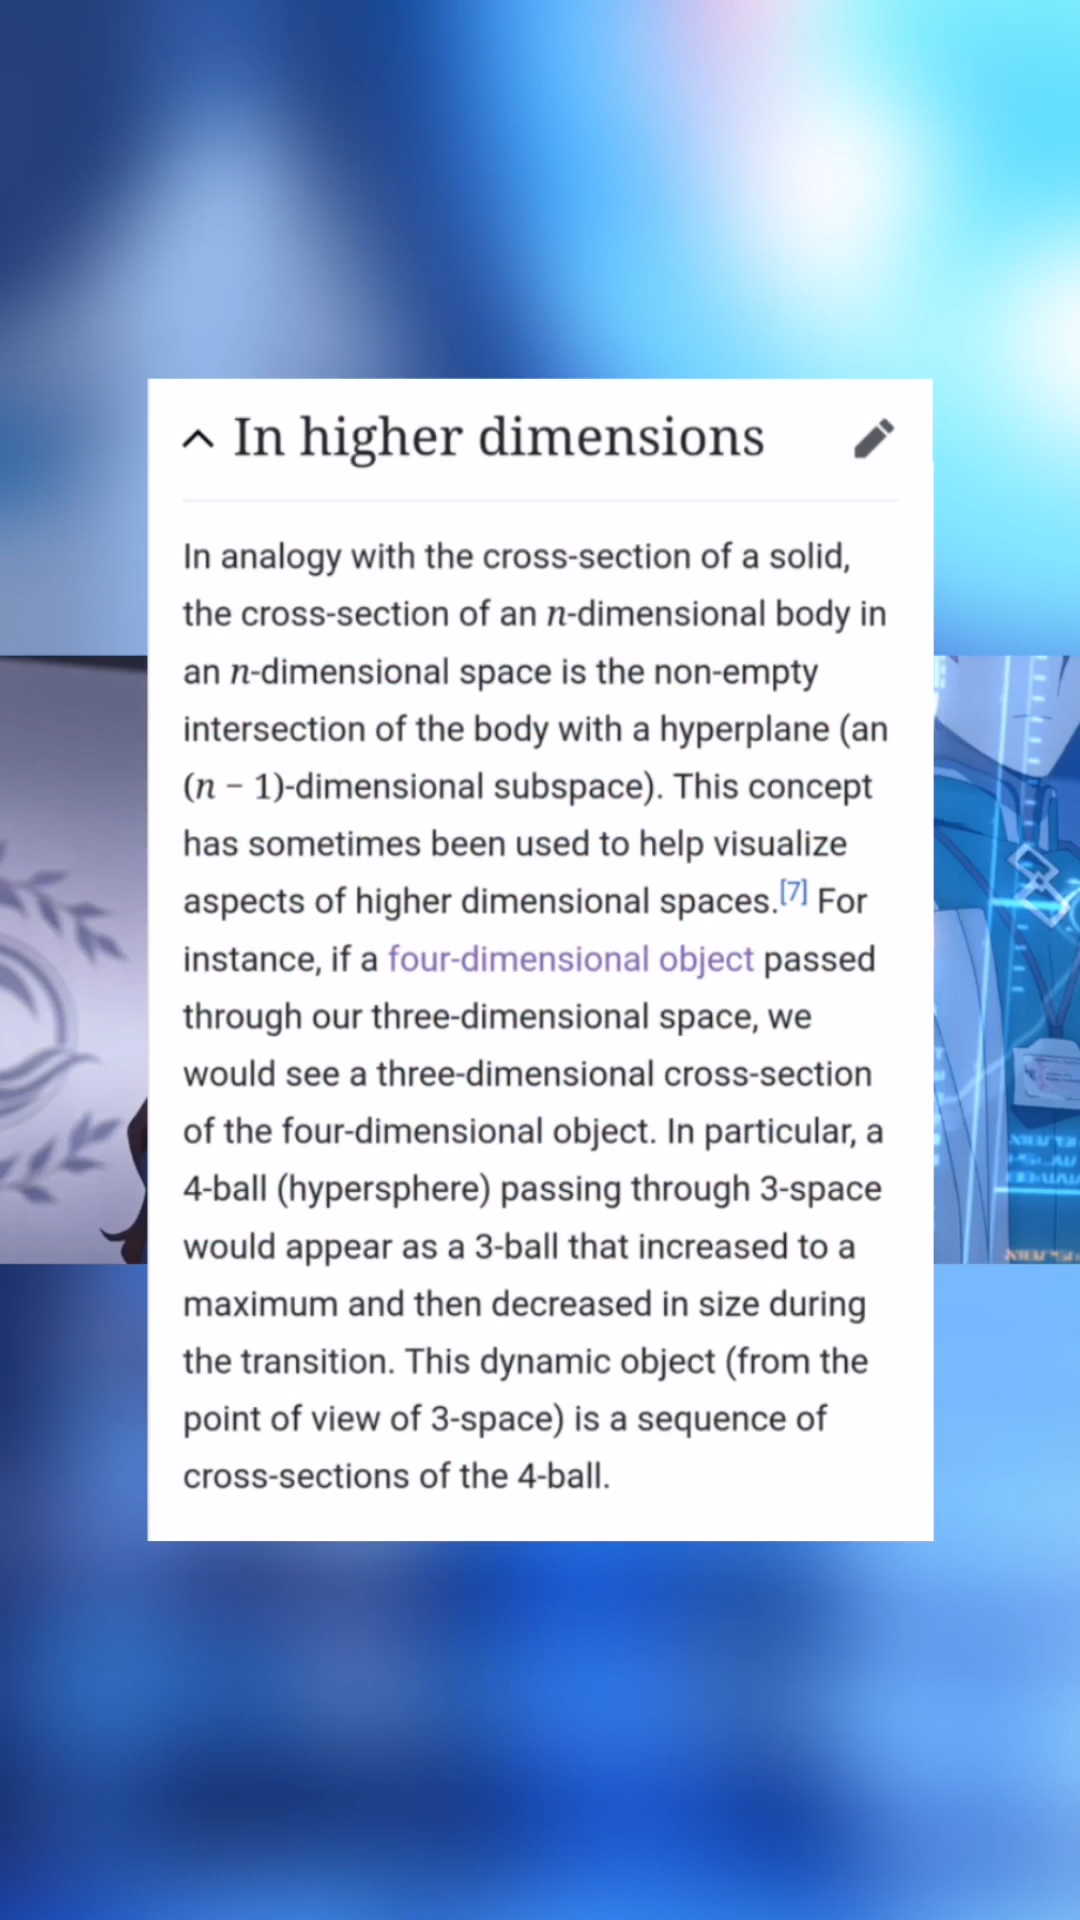 In higher dimensions
In analogy with the cross-section of a solid,
the cross-section of an n-dimensional body in
an n-dimensional space is the non-empty
intersection of the body with a hyperplane (an
(n − 1)-dimensional subspace). This concept
has sometimes been used to help visualize
aspects of higher dimensional spaces.[7] For
instance, if a four-dimensional object passed
through our three-dimensional space, we
would see a three-dimensional cross-section
of the four-dimensional object. In particular, a
4-ball (hypersphere) passing through 3-space
would appear as a 3-ball that increased to a
maximum and then decreased in size during
the transition. This dynamic object (from the
point of view of 3-space) is a sequence of
cross-sections of the 4-ball.